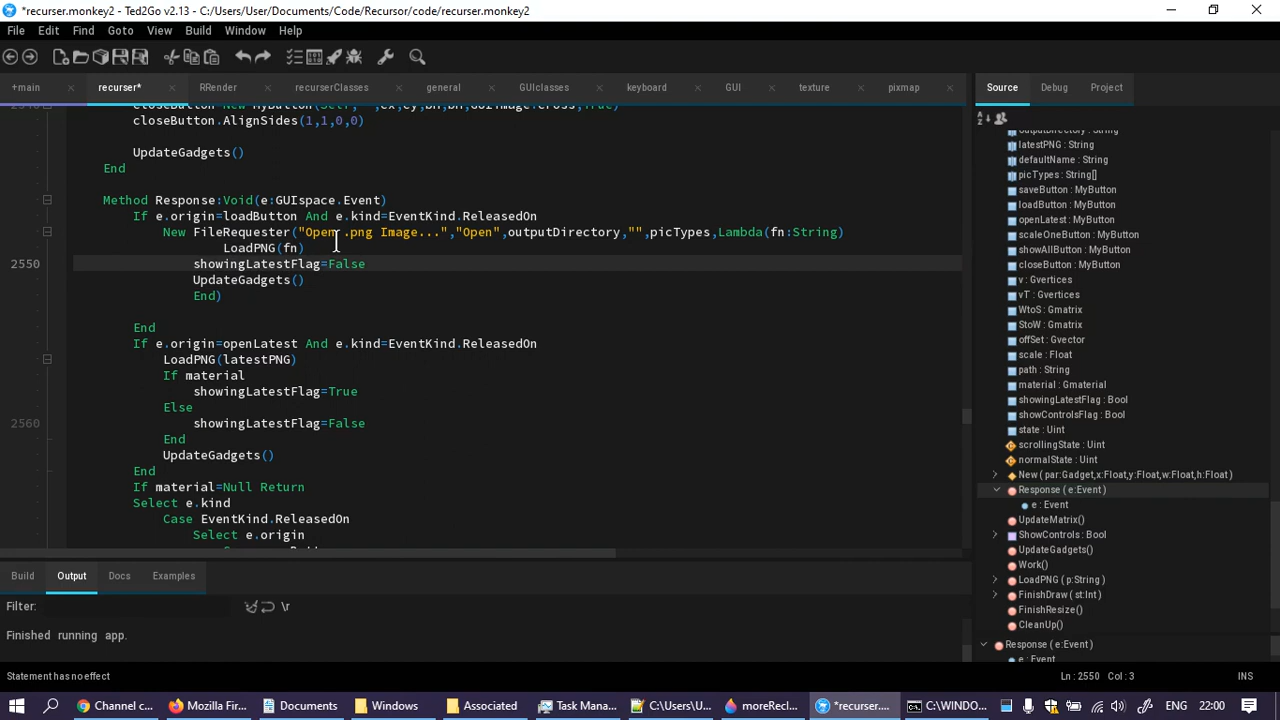 *recurser.monkey2 - Ted2Go v2.13 - C:/Users/User/Documents/Code/Recursor/code/recurser.monkey2
File Edit Find Goto View Build Window Help
+main recurser* RRender recurserClasses general GUIclasses keyboard GUI texture pixmap
Source Debug Project
closeButton.AlignSides(1,1,0,0)
UpdateGadgets()
End
Method Response:Void(e:GUIspace.Event)
If e.origin=loadButton And e.kind=EventKind.ReleasedOn
New FileRequester("Open .png Image...","Open",outputDirectory,"",picTypes,Lambda(fn:String)
LoadPNG(fn)
2550 showingLatestFlag=False
UpdateGadgets()
End)
End
If e.origin=openLatest And e.kind=EventKind.ReleasedOn
LoadPNG(latestPNG)
If material
showingLatestFlag=True
Else
2560 showingLatestFlag=False
End
UpdateGadgets()
End
If material=Null Return
Select e.kind
Case EventKind.ReleasedOn
Select e.origin
outputDirectory : String
latestPNG : String
defaultName : String
picTypes : String[]
saveButton : MyButton
loadButton : MyButton
openLatest : MyButton
scaleOneButton : MyButton
showAllButton : MyButton
closeButton : MyButton
v : Gvertices
vT : Gvertices
WtoS : Gmatrix
StoW : Gmatrix
offSet : Gvector
scale : Float
path : String
material : Gmaterial
showingLatestFlag : Bool
showControlsFlag : Bool
state : Uint
scrollingState : Uint
normalState : Uint
New ( par:Gadget,x:Float,y:Float,w:Float,h:Float )
Response ( e:Event )
e : Event
UpdateMatrix()
ShowControls : Bool
UpdateGadgets()
Work()
LoadPNG ( p:String )
FinishDraw ( st:Int )
FinishResize()
CleanUp()
Response ( e:Event )
e : Event
Build Output Docs Examples
Filter: \r
Finished running app.
Statement has no effect
Ln : 2550 Col : 3 INS
Channel c... Mozilla Firef... Documents Windows Associated Task Manag... C:\Users\U... moreRecl... *recurser.m... C:\WINDO... ENG 22:00